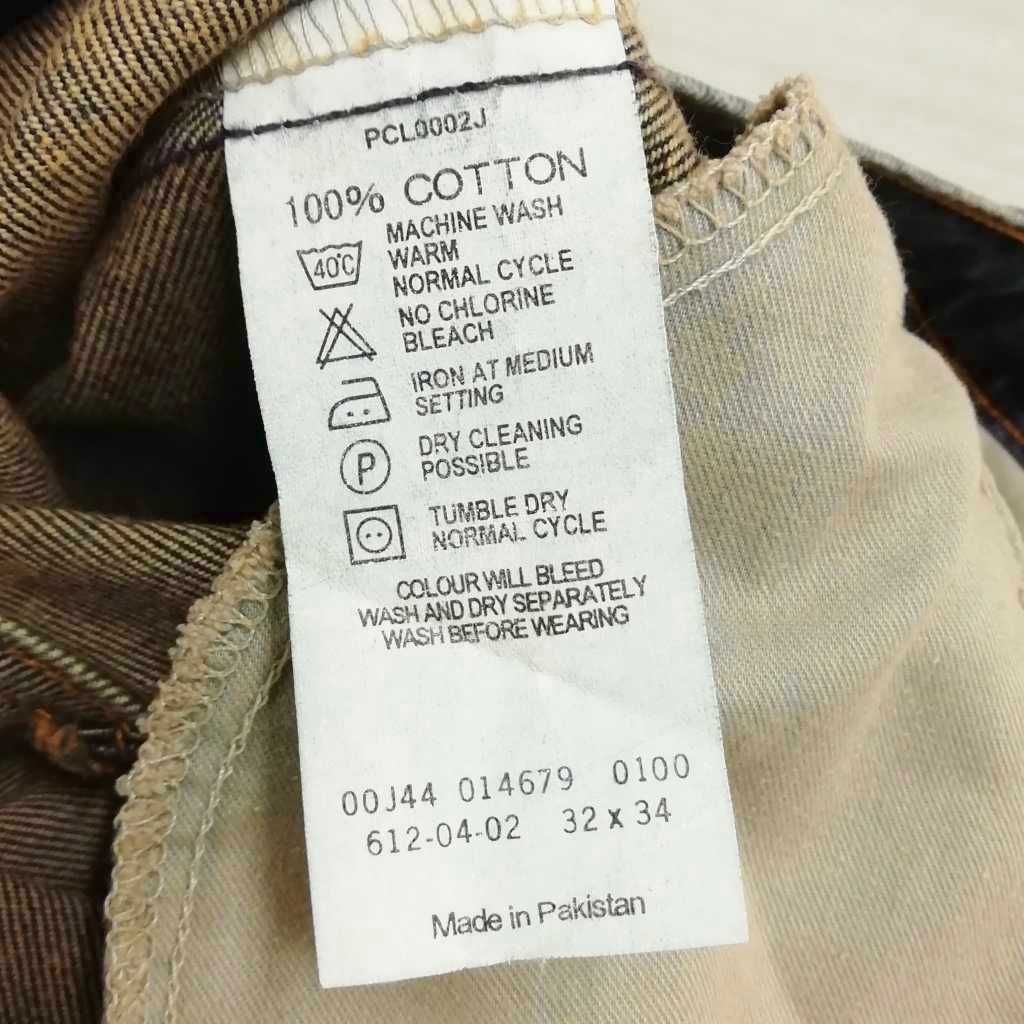 PCL0002J
100% COTTON
MACHINE WASH
WARM
40°C
NORMAL CYCLE
NO CHLORINE
BLEACH
IRON AT MEDIUM
SETTING
DRY CLEANING
P
POSSIBLE
TUMBLE DRY
NORMAL CYCLE
COLOUR WILL BLEED
WASH AND DRY SEPARATELY
WASH BEFORE WEARING
00J44 014679 0100
612-04-02 32 x 34
Made in Pakistan